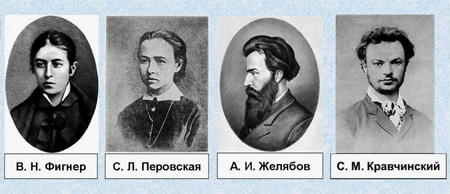 В. Н. Фигнер
С. Л. Перовская
А. И. Желябов
С. М. Кравчинский